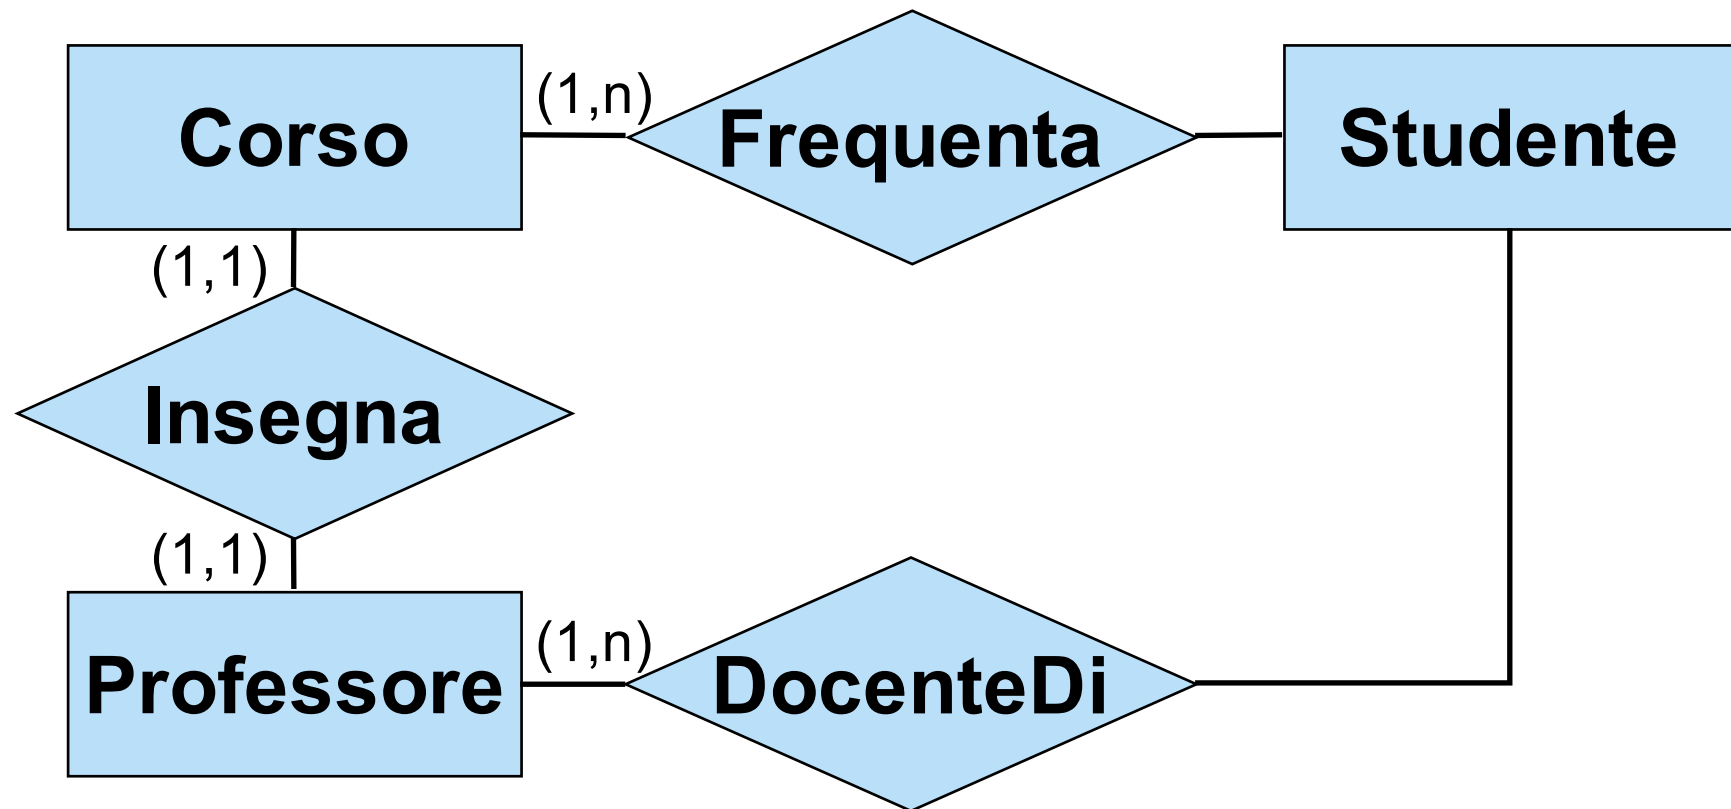 Corso
(1,n)
Frequenta
Studente
(1,1)
Insegna
(1,1)
Professore
(1,n)
DocenteDi